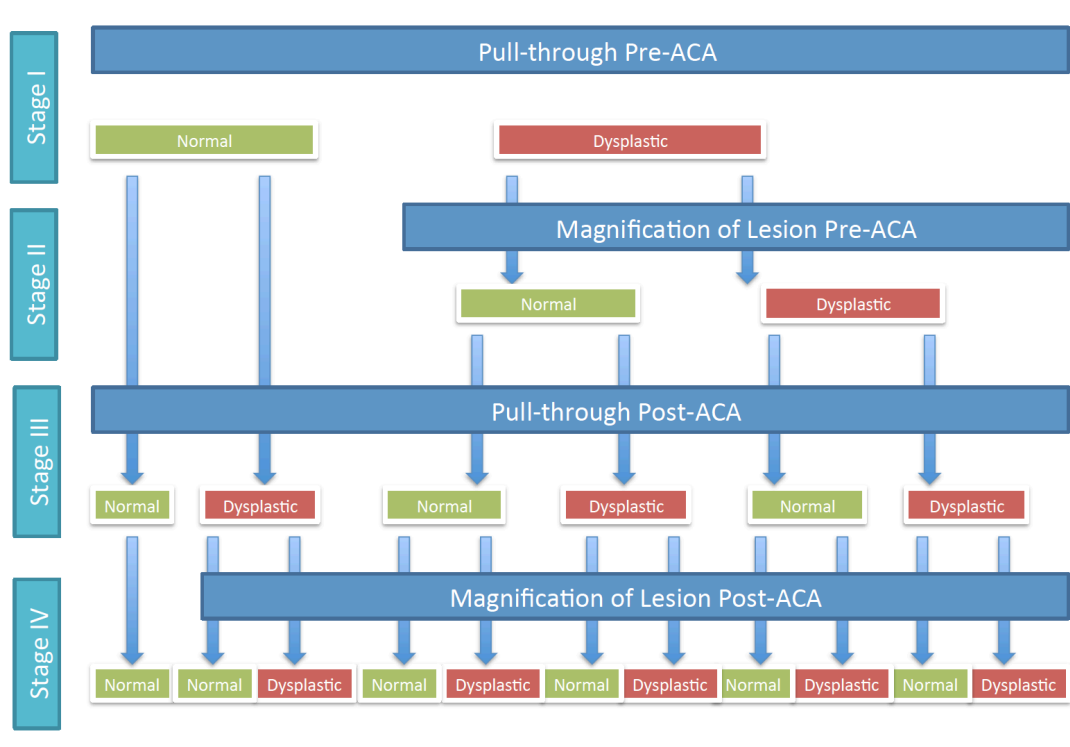 Stage I
Pull-through Pre-ACA
Normal
Dysplastic
Stage II
Magnification of Lesion Pre-ACA
Normal
Dysplastic
Stage III
Pull-through Post-ACA
Normal
Dysplastic
Normal
Dysplastic
Normal
Dysplastic
Stage IV
Magnification of Lesion Post-ACA
Normal
Normal
Dysplastic
Normal
Dysplastic
Normal
Dysplastic
Normal
Dysplastic
Normal
Dysplastic